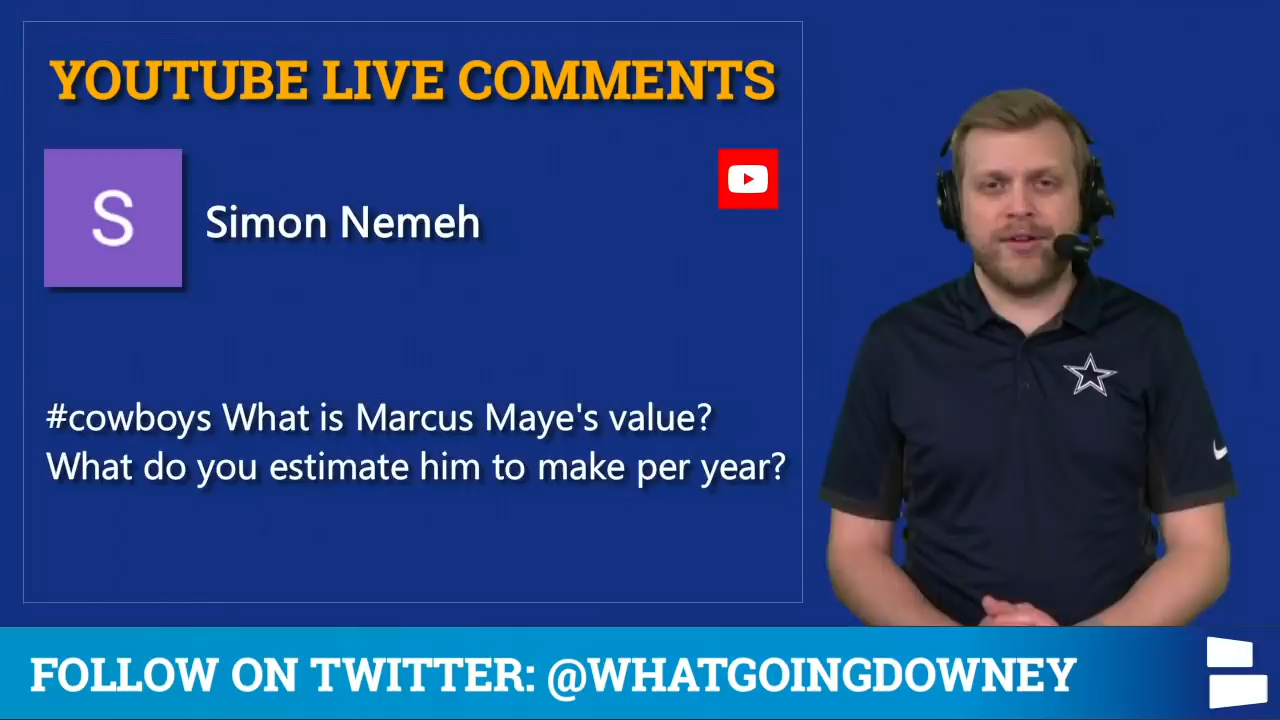 YOUTUBE LIVE COMMENTS
S
Simon Nemeh
#cowboys What is Marcus Maye's value?
What do you estimate him to make per year?
FOLLOW ON TWITTER: @WHATGOINGDOWNEY